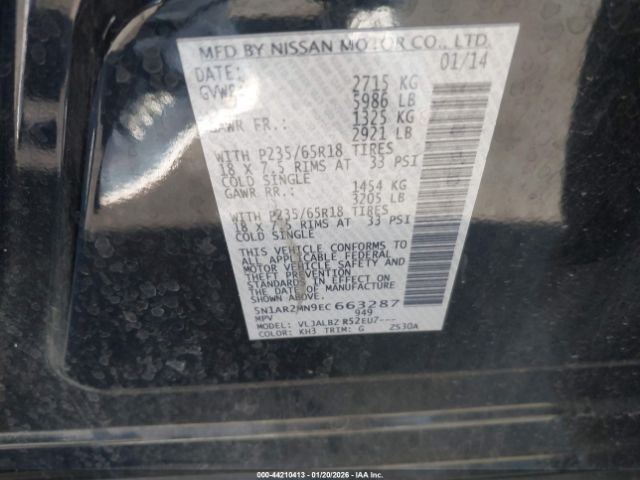 MFD BY NISSAN MOTOR CO., LTD.
DATE: 01/14
GVWR: 2715 KG
5986 LB
GAWR FR.: 1325 KG
2921 LB
WITH P235/65R18 TIRES
18 X 7.5 RIMS AT 33 PSI
COLD SINGLE
GAWR RR.: 1454 KG
3205 LB
WITH P235/65R18 TIRES
18 X 7.5 RIMS AT 33 PSI
COLD SINGLE
THIS VEHICLE CONFORMS TO
ALL APPLICABLE FEDERAL
MOTOR VEHICLE SAFETY AND
THEFT PREVENTION
STANDARDS IN EFFECT ON
THE DATE OF MANUFACTURE
5N1AR2MN9EC 663287
MPV 949
MODEL: VLJALBZ R52EU7---
COLOR: KH3 TRIM: G ZS30A
000-44210413 - 01/20/2026 - IAA, Inc.